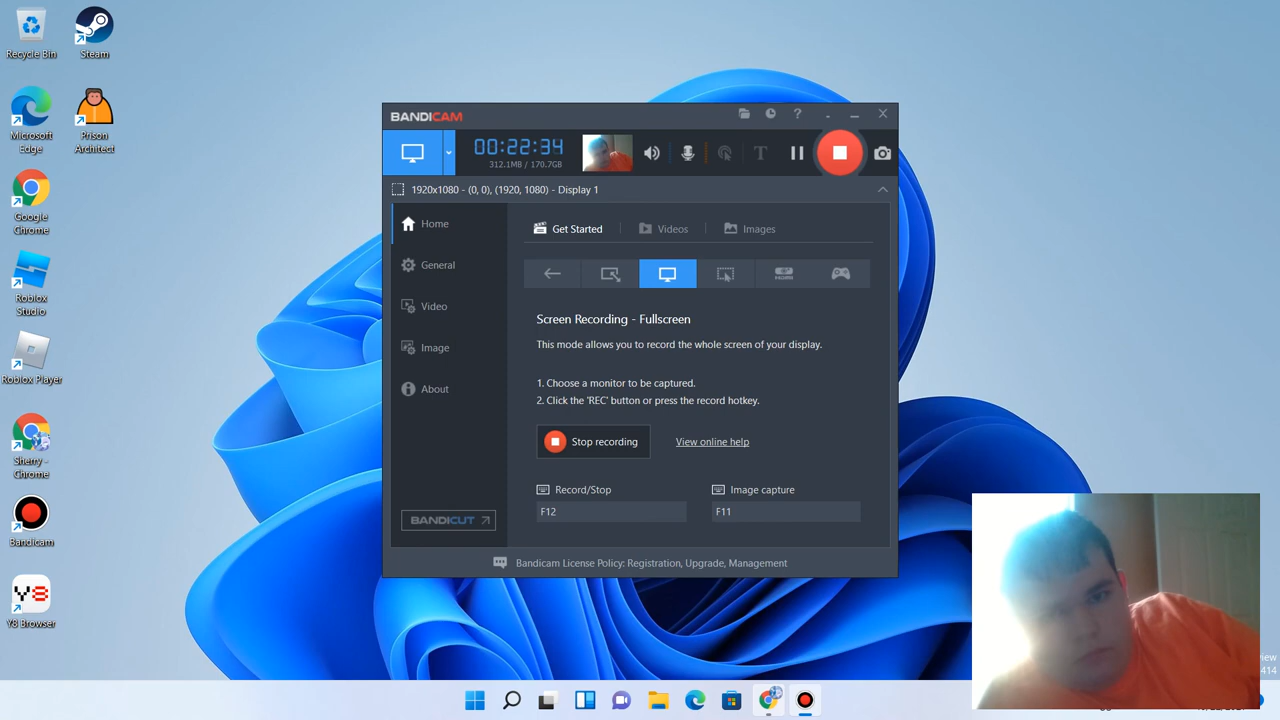 Recycle Bin
Steam
Microsoft Edge
Prison Architect
Google Chrome
Roblox Studio
Roblox Player
Sherry - Chrome
Bandicam
Y8
Y8 Browser
BANDICAM
00:22:34
312.1MB / 170.7GB
1920x1080 - (0, 0), (1920, 1080) - Display 1
Home
General
Video
Image
About
BANDICUT
Get Started
Videos
Images
Screen Recording - Fullscreen
This mode allows you to record the whole screen of your display.
1. Choose a monitor to be captured.
2. Click the 'REC' button or press the record hotkey.
Stop recording
View online help
Record/Stop
Image capture
F12
F11
Bandicam License Policy: Registration, Upgrade, Management